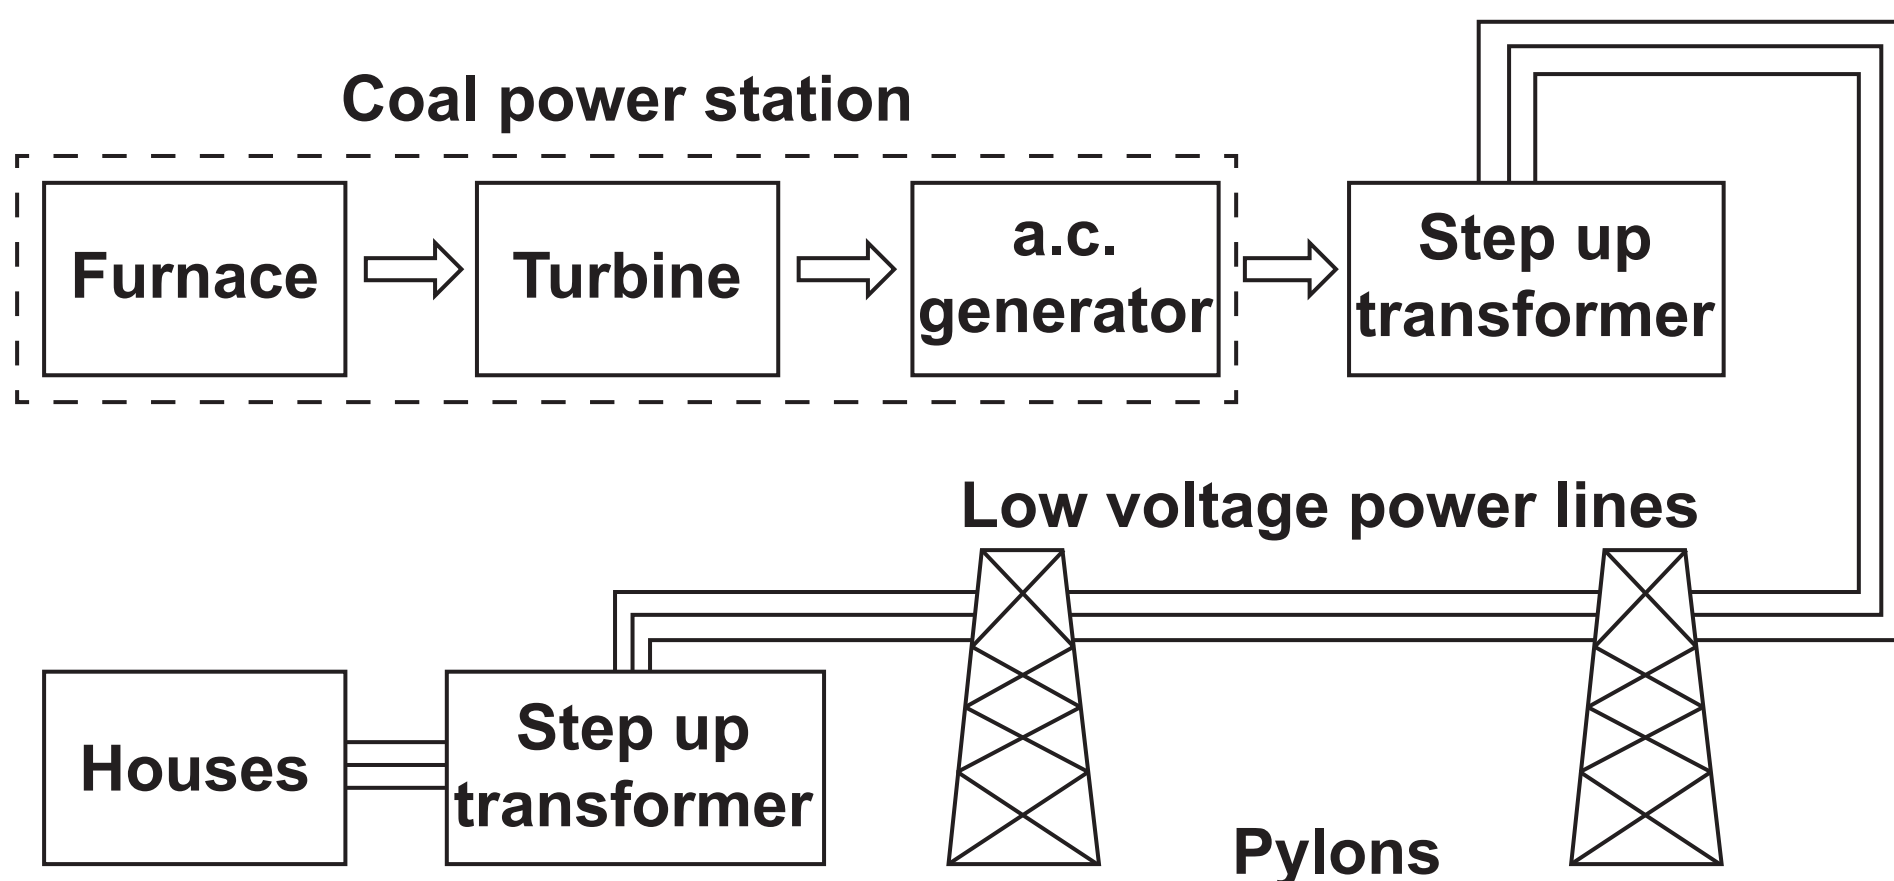 Coal power station
Furnace
Turbine
a.c.
generator
Step up
transformer
Low voltage power lines
Houses
Step up
transformer
Pylons